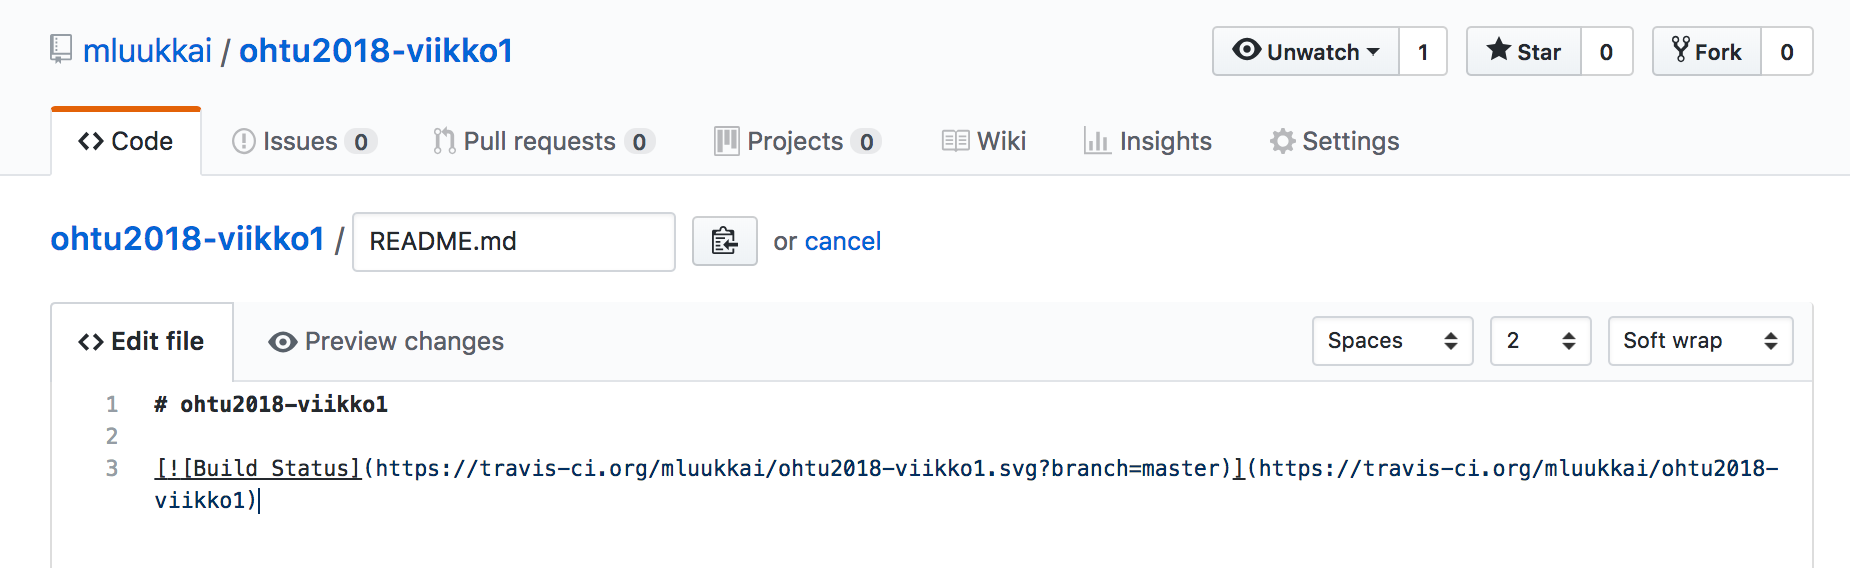 mluukkai / ohtu2018-viikko1 Unwatch 1 Star 0 Fork 0
Code Issues 0 Pull requests 0 Projects 0 Wiki Insights Settings
ohtu2018-viikko1 / README.md or cancel
Edit file Preview changes Spaces 2 Soft wrap
1 # ohtu2018-viikko1
2
3 [![Build Status](https://travis-ci.org/mluukkai/ohtu2018-viikko1.svg?branch=master)](https://travis-ci.org/mluukkai/ohtu2018-
viikko1)